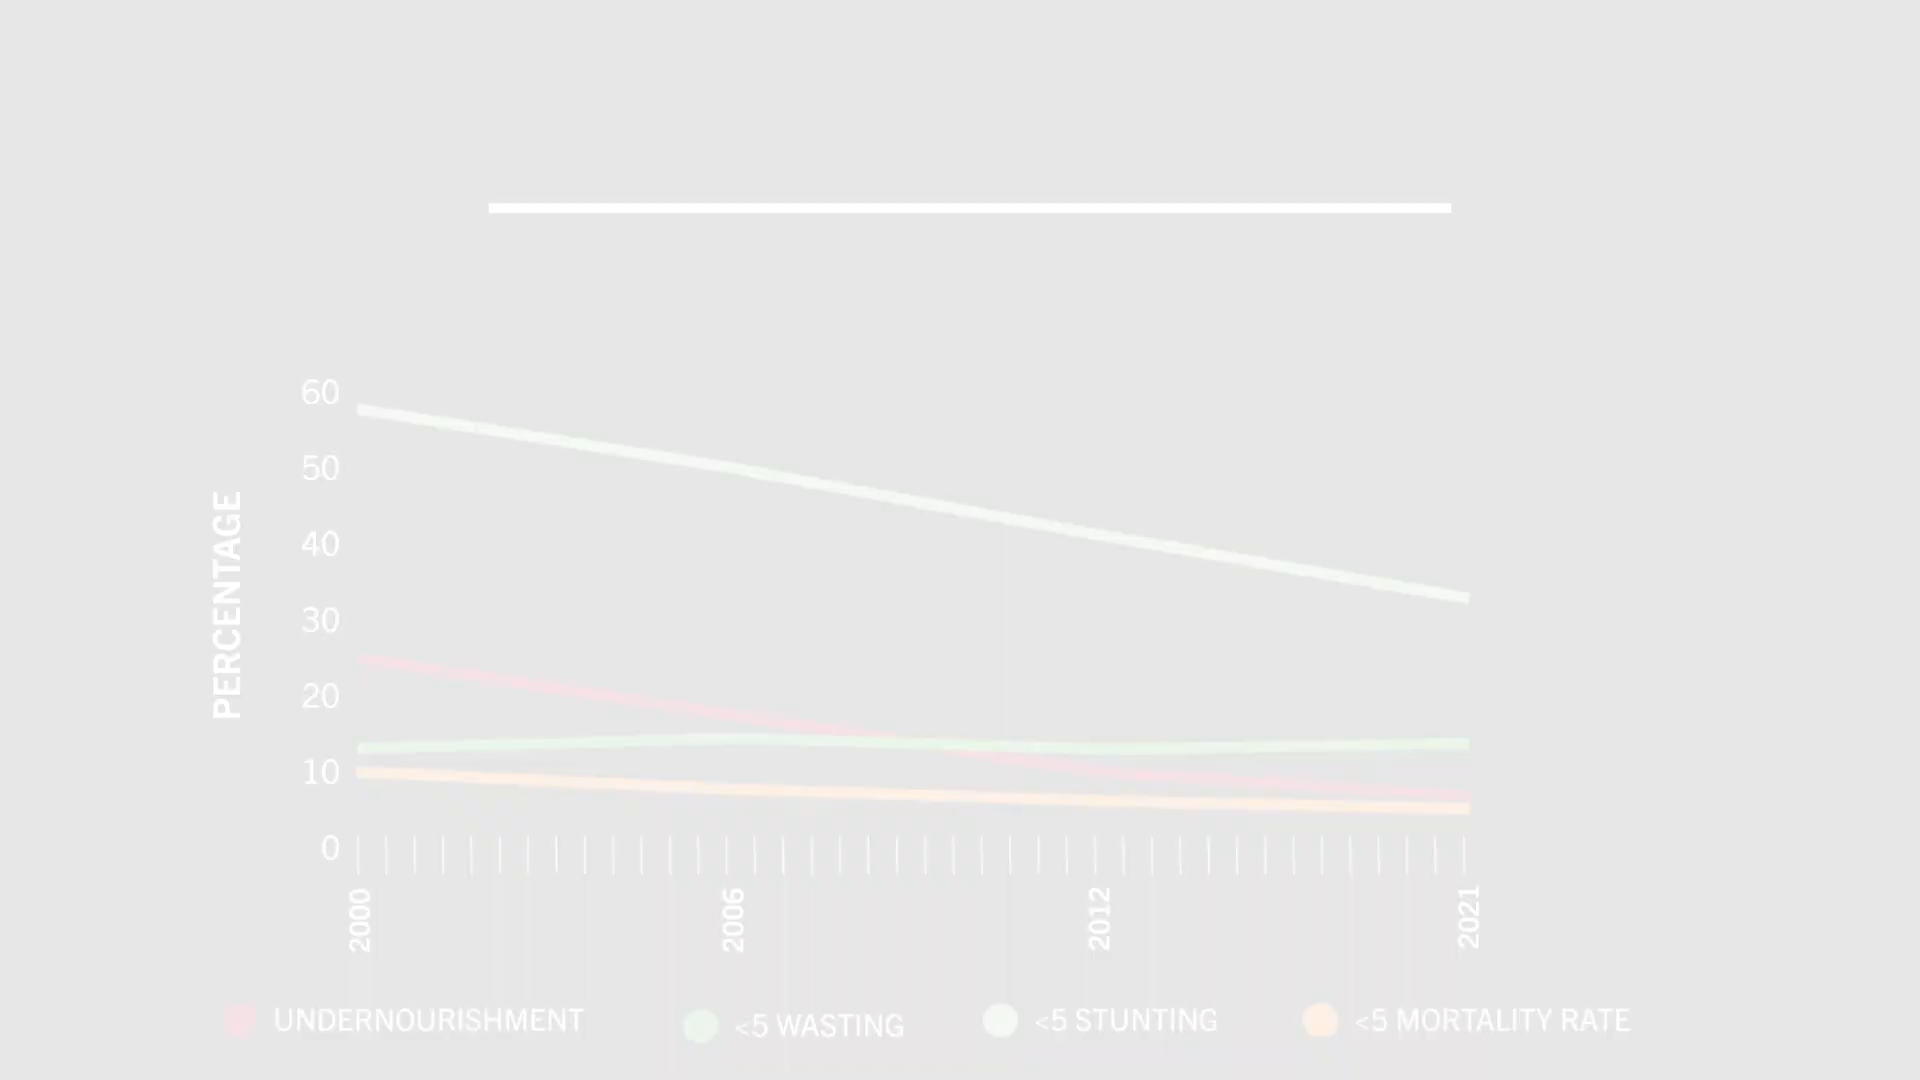 60
50
40
30
20
10
0
PERCENTAGE
2000
2006
2012
2021
UNDERNOURISHMENT
<5 WASTING
<5 STUNTING
<5 MORTALITY RATE